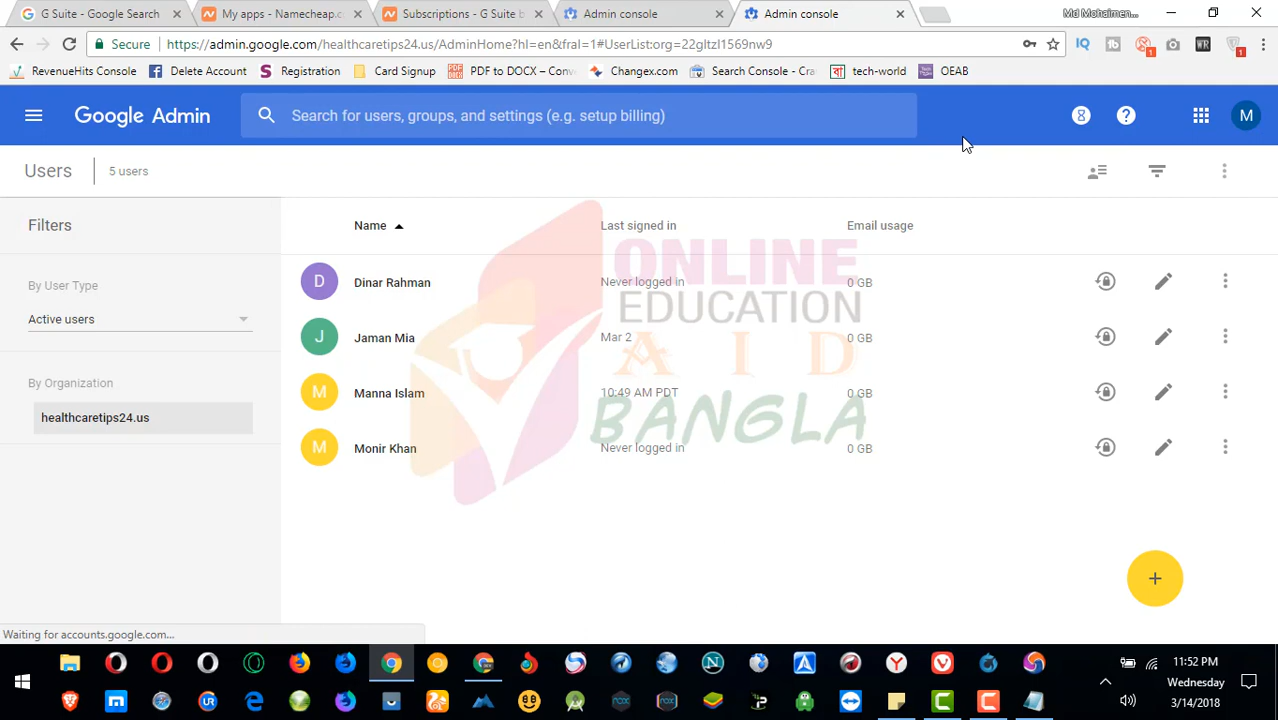 G Suite - Google Search
My apps - Namecheap.c
Subscriptions - G Suite b
Admin console
Admin console
Md Mohaimen...
Secure
https://admin.google.com/healthcaretips24.us/AdminHome?hl=en&fral=1#UserList:org=22gltzl1569nw9
RevenueHits Console
Delete Account
Registration
Card Signup
PDF to DOCX – Conv
Changex.com
Search Console - Cra
tech-world
OEAB
Google Admin
Search for users, groups, and settings (e.g. setup billing)
M
Users
5 users
Filters
Name
Last signed in
Email usage
By User Type
Active users
By Organization
healthcaretips24.us
D
Dinar Rahman
Never logged in
0 GB
J
Jaman Mia
Mar 2
0 GB
M
Manna Islam
10:49 AM PDT
0 GB
M
Monir Khan
Never logged in
0 GB
ONLINE
EDUCATION
AID
BANGLA
+
Waiting for accounts.google.com...
11:52 PM
Wednesday
3/14/2018